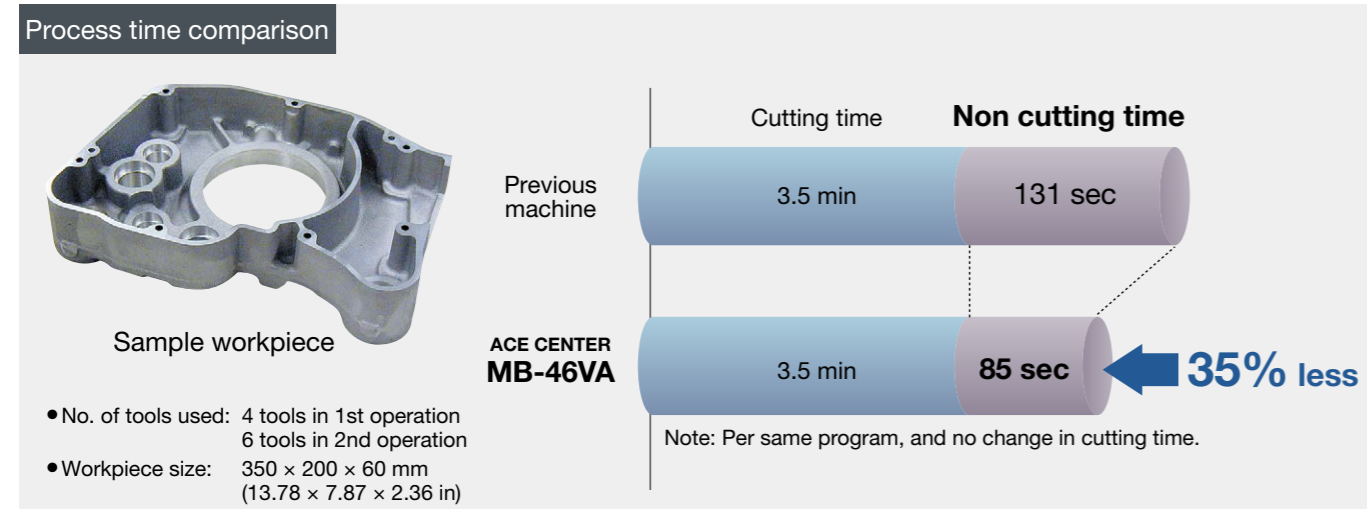 Process time comparison
Cutting time
Non cutting time
Previous
machine
3.5 min
131 sec
Sample workpiece
ACE CENTER
MB-46VA
3.5 min
85 sec
35% less
• No. of tools used: 4 tools in 1st operation
6 tools in 2nd operation
• Workpiece size: 350 × 200 × 60 mm
(13.78 × 7.87 × 2.36 in)
Note: Per same program, and no change in cutting time.